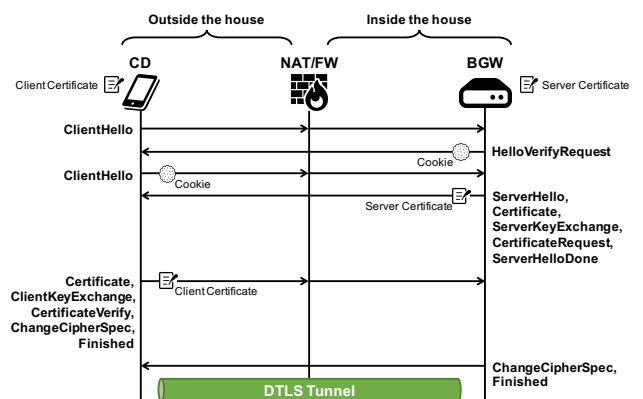 Outside the house
Inside the house
CD
NAT/FW
BGW
Client Certificate
Server Certificate
ClientHello
HelloVerifyRequest
Cookie
ClientHello
Cookie
Server Certificate
ServerHello,
Certificate,
ServerKeyExchange,
CertificateRequest,
ServerHelloDone
Certificate,
ClientKeyExchange,
CertificateVerify,
ChangeCipherSpec,
Finished
Client Certificate
ChangeCipherSpec,
Finished
DTLS Tunnel